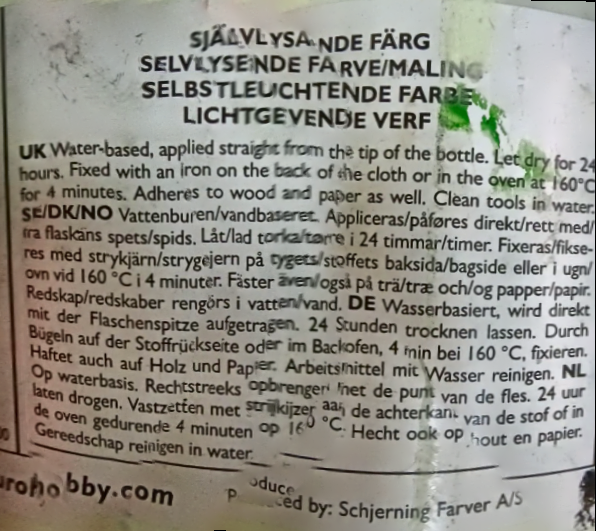 SJÄLVLYSANDE FÄRG
SELVLYSENDE FARVE/MALING
SELBSTLEUCHTENDE FARBE
LICHTGEVENDE VERF
UK Water-based, applied straight from the tip of the bottle. Let dry for 24
hours. Fixed with an iron on the back of the cloth or in the oven at 160°C
for 4 minutes. Adheres to wood and paper as well. Clean tools in water.
SE/DK/NO Vattenburen/vandbaseret. Appliceras/påføres direkt/rett med/
fra flaskans spets/spids. Låt/lad torka/tørre i 24 timmar/timer. Fixeras/fikse-
res med strykjärn/strygejern på tygets/stoffets baksida/bagside eller i ugn/
ovn vid 160 °C i 4 minuter. Fäster även/også på trä/træ och/og papper/papir.
Redskap/redskaber rengörs i vatten/vand. DE Wasserbasiert, wird direkt
mit der Flaschenspitze aufgetragen. 24 Stunden trocknen lassen. Durch
Bügeln auf der Stoffrückseite oder im Backofen, 4 min bei 160 °C, fixieren.
Haftet auch auf Holz und Papier. Arbeitsmittel mit Wasser reinigen. NL
Op waterbasis. Rechtstreeks opbrengen met de punt van de fles. 24 uur
laten drogen. Vastzetten met strijkijzer aan de achterkant van de stof of in
de oven gedurende 4 minuten op 160 °C. Hecht ook op hout en papier.
Gereedschap reinigen in water.
urohobby.com
Produced by: Schjerning Farver A/S